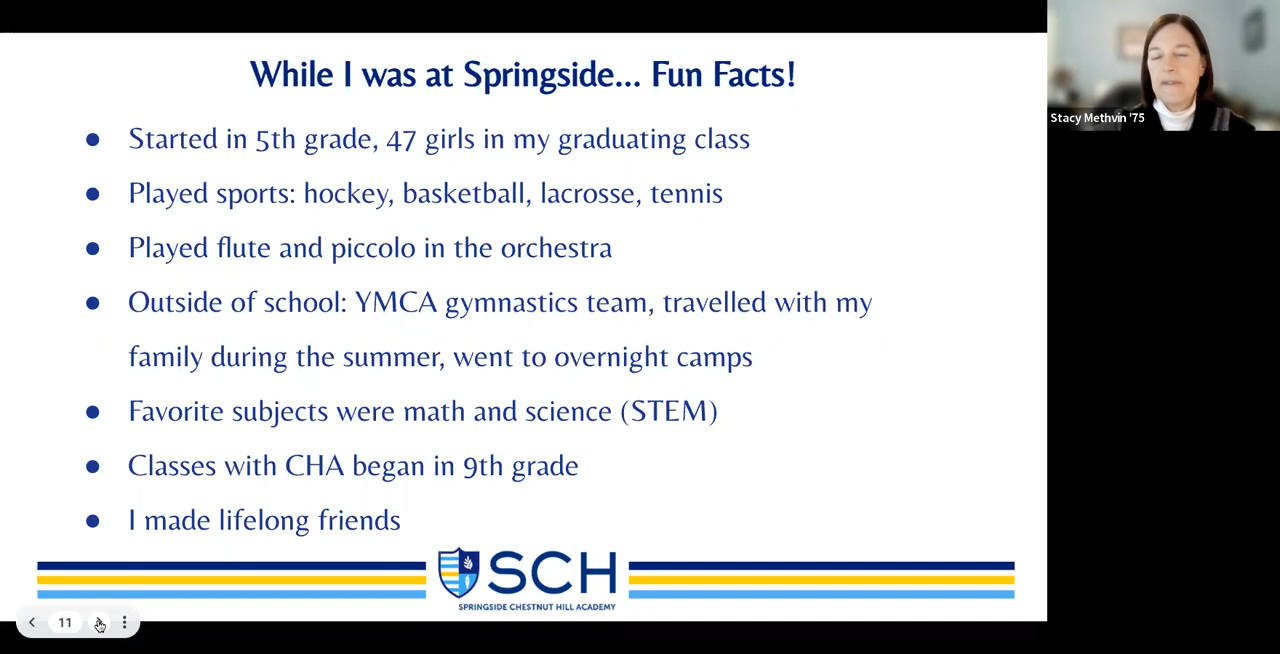 While I was at Springside... Fun Facts!
Stacy Methvin '75
● Started in 5th grade, 47 girls in my graduating class
● Played sports: hockey, basketball, lacrosse, tennis
● Played flute and piccolo in the orchestra
● Outside of school: YMCA gymnastics team, travelled with my
family during the summer, went to overnight camps
● Favorite subjects were math and science (STEM)
● Classes with CHA began in 9th grade
● I made lifelong friends
SCH
SPRINGSIDE CHESTNUT HILL ACADEMY
11